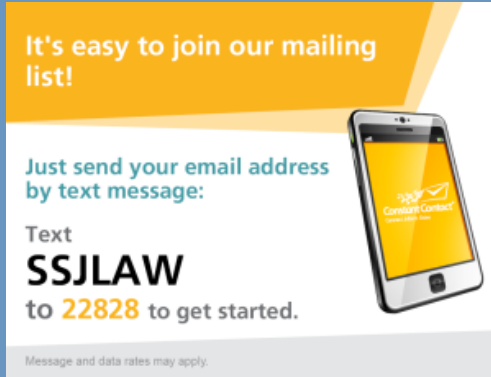 It's easy to join our mailing
list!
Just send your email address
by text message:
Constant Contact®
Text
SSJLAW
to 22828 to get started.
Message and data rates may apply.